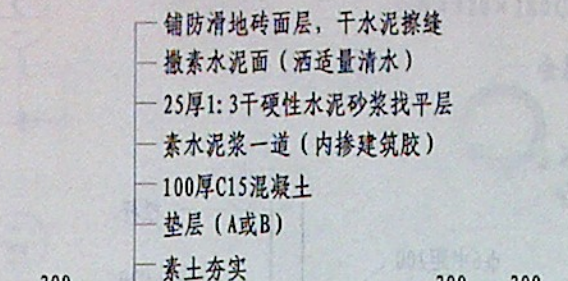 铺防滑地砖面层，干水泥擦缝
撒素水泥面（洒适量清水）
25厚1:3干硬性水泥砂浆找平层
素水泥浆一道（内掺建筑胶）
100厚C15混凝土
垫层（A或B）
素土夯实
300 300 300